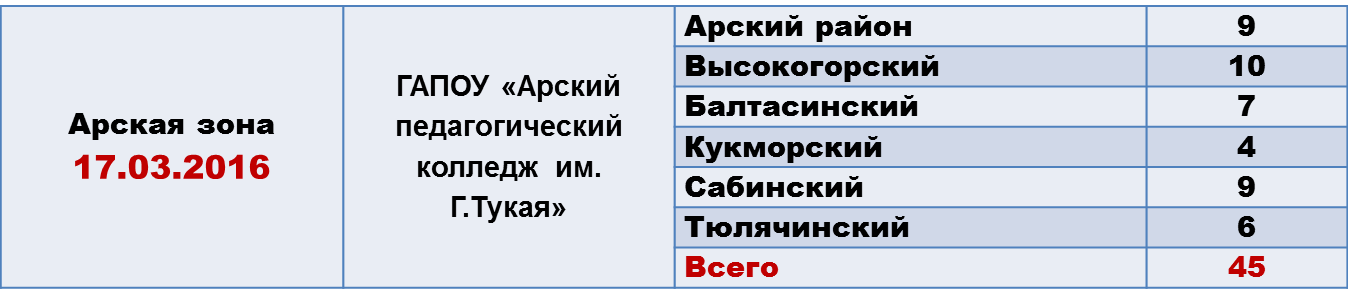 Арская зона
17.03.2016
ГАПОУ «Арский
педагогический
колледж им.
Г.Тукая»
Арский район 9
Высокогорский 10
Балтасинский 7
Кукморский 4
Сабинский 9
Тюлячинский 6
Всего 45